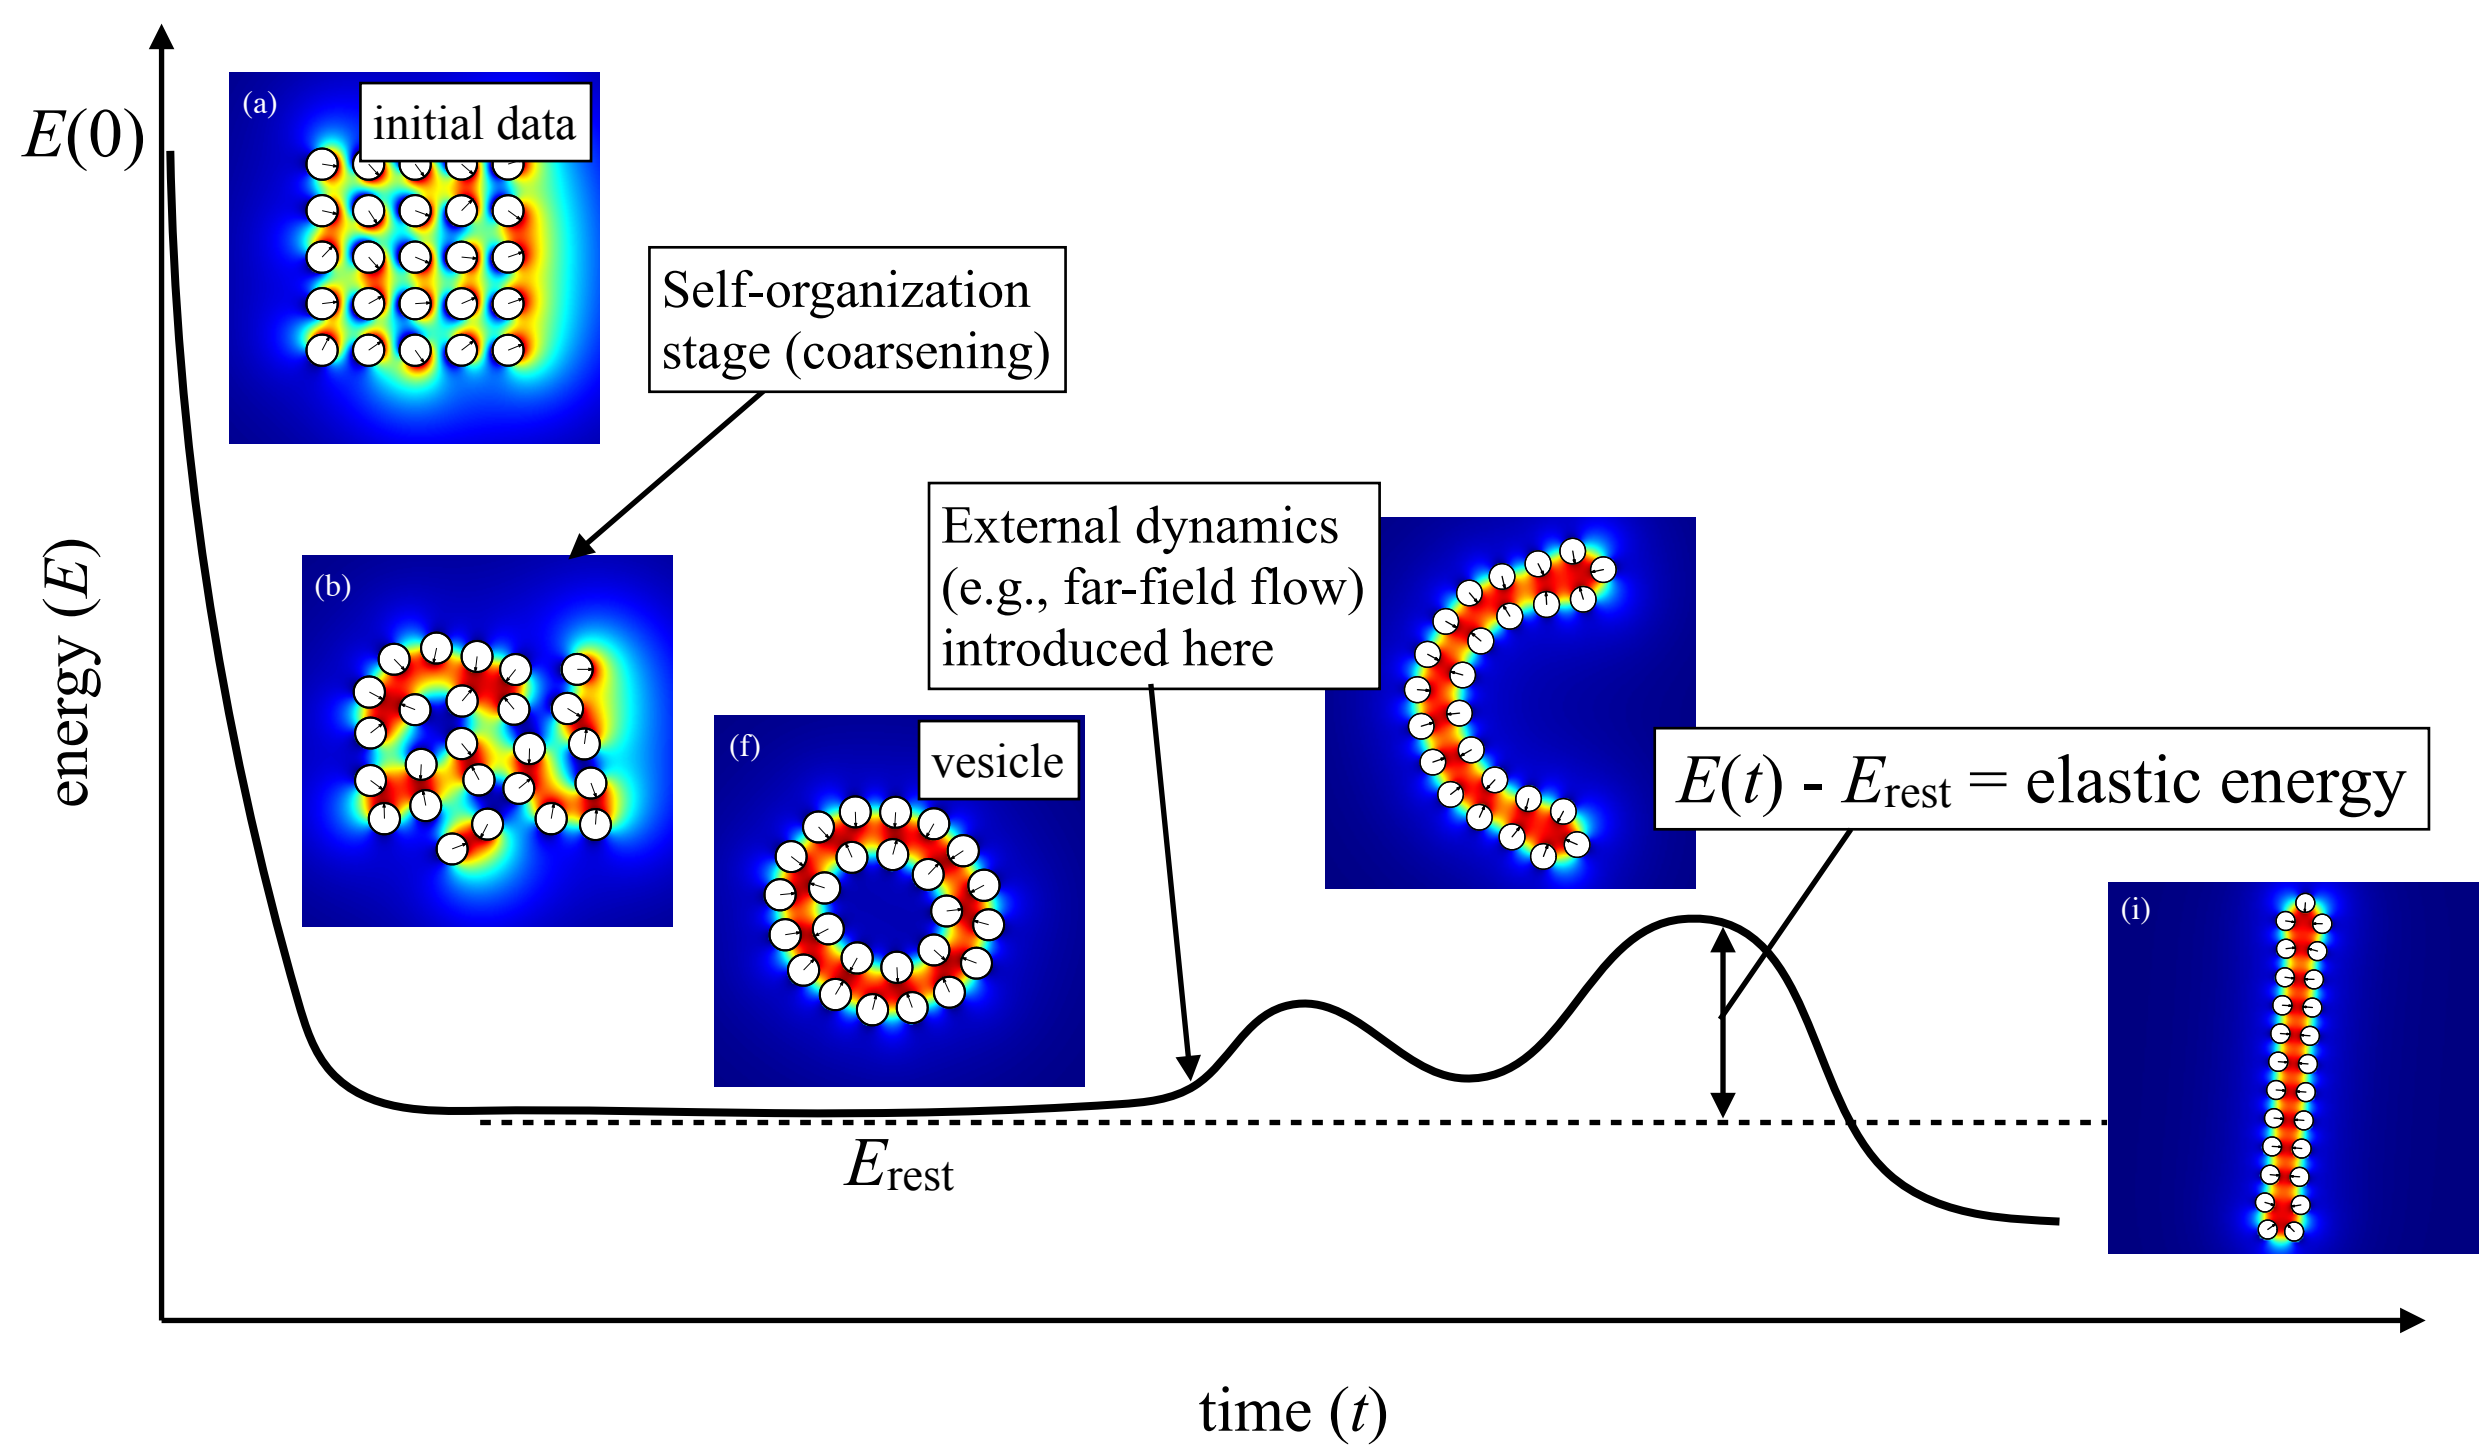 E(0)
(a)
initial data
Self-organization
stage (coarsening)
energy (E)
(b)
External dynamics
(e.g., far-field flow)
introduced here
(f)
vesicle
E(t) - Erest = elastic energy
(i)
Erest
time (t)